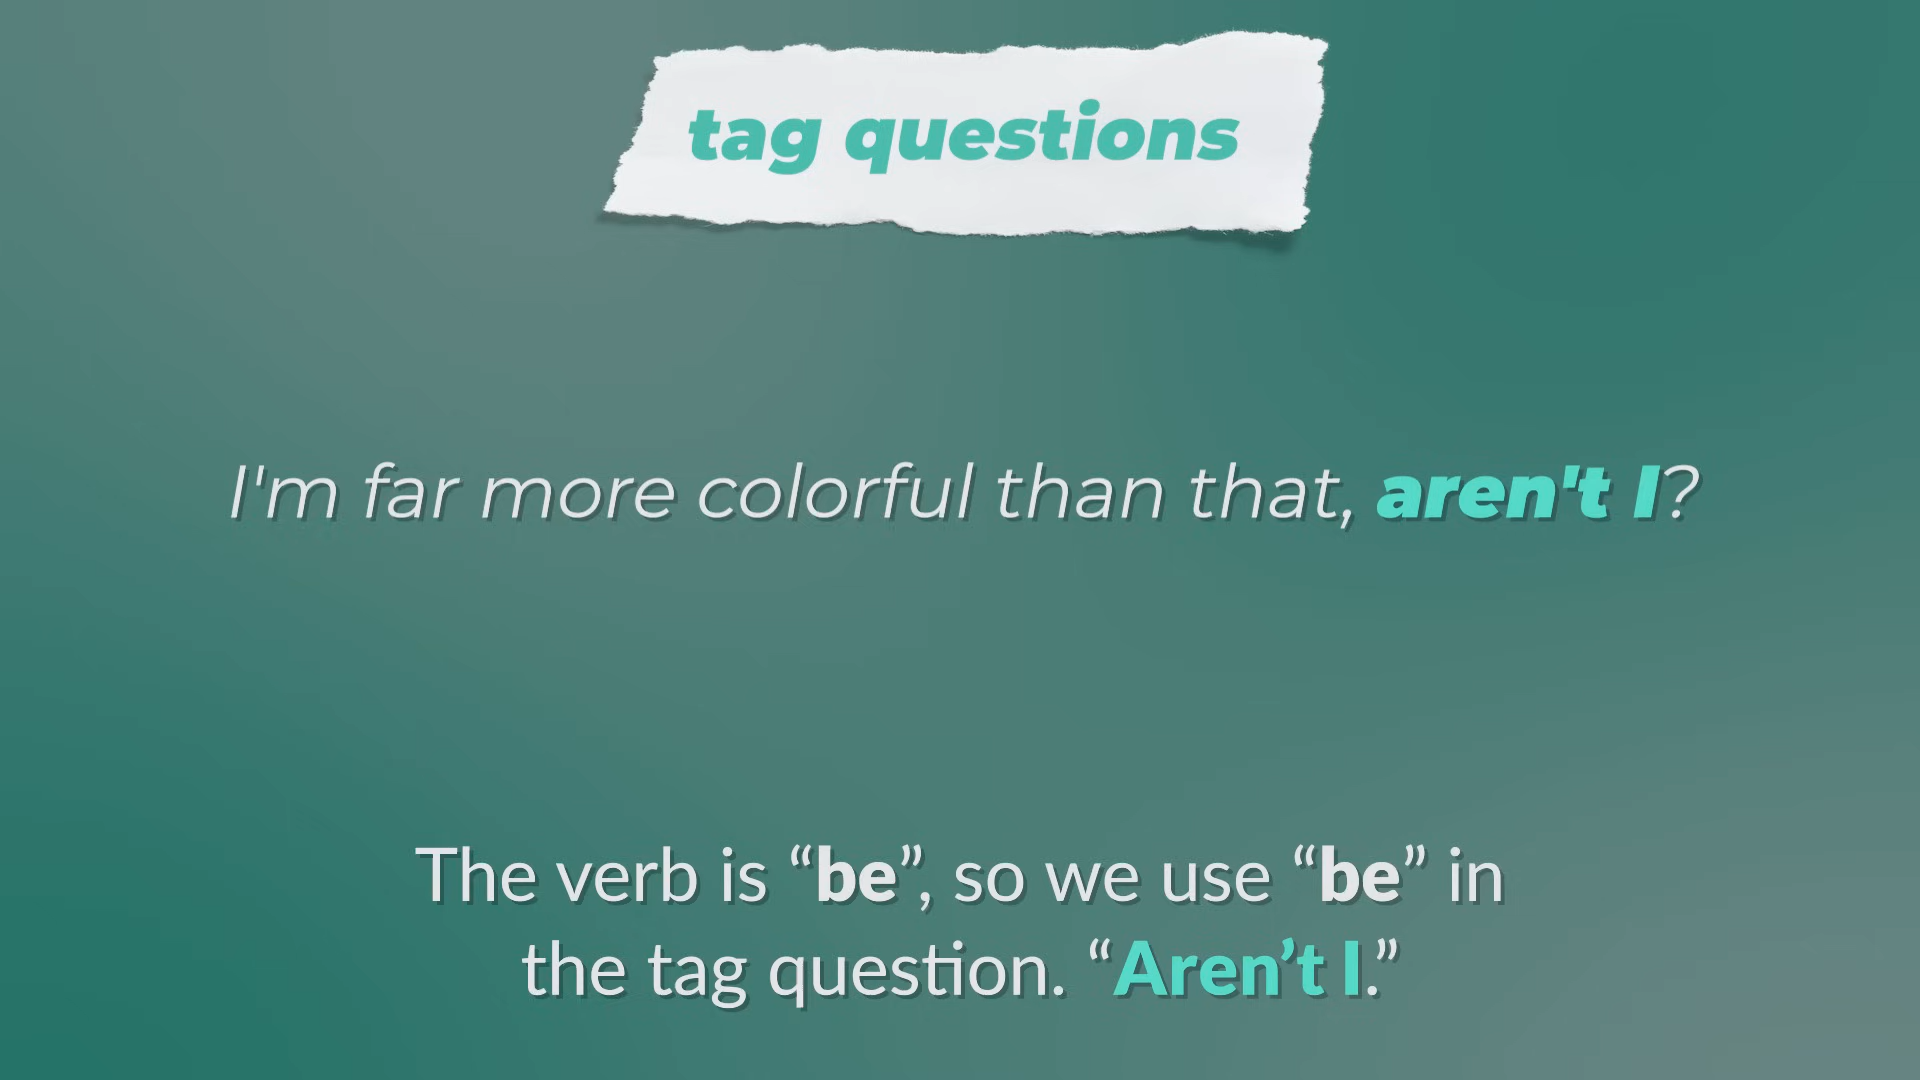 tag questions
I'm far more colorful than that, aren't I?
The verb is “be”, so we use “be” in
the tag question. “Aren’t I.”